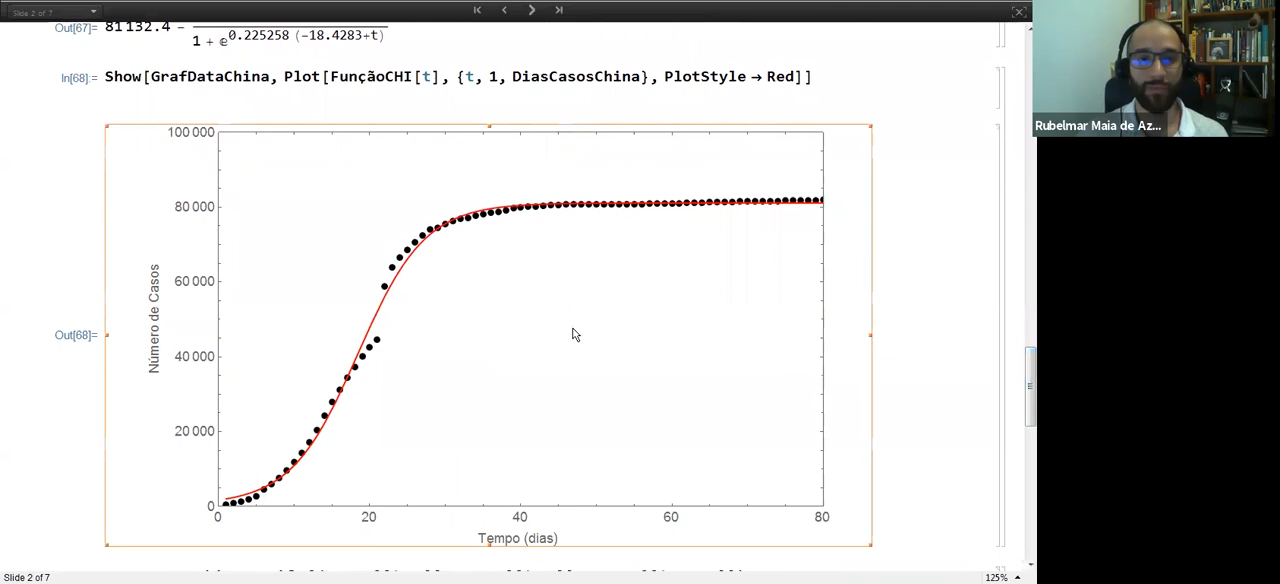 Slide 2 of 7
Out[67]= 81132.4 -
1 + e^0.225258 (-18.4283+t)
In[68]:= Show[GrafDataChina, Plot[FunçãoCHI[t], {t, 1, DiasCasosChina}, PlotStyle → Red]]
Rubelmar Maia de Az...
100 000
80 000
60 000
40 000
20 000
0
Número de Casos
Out[68]=
0 20 40 60 80
Tempo (dias)
Slide 2 of 7
125%